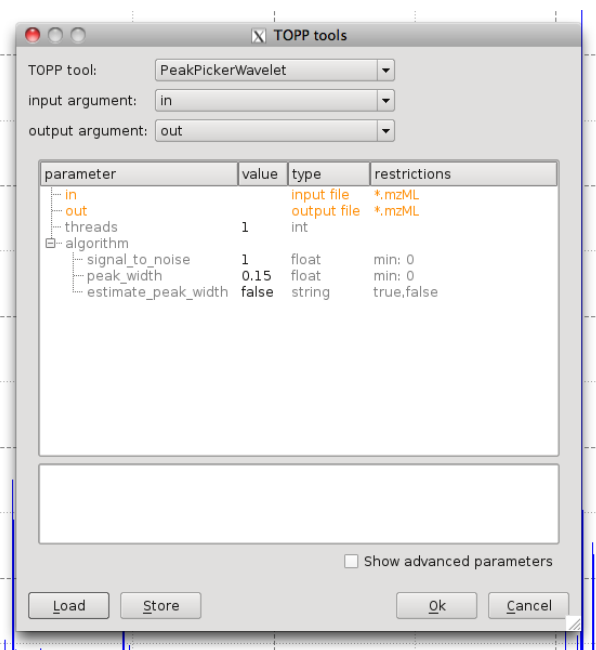 TOPP tools
TOPP tool: PeakPickerWavelet
input argument: in
output argument: out
parameter value type restrictions
in input file *.mzML
out output file *.mzML
threads 1 int
algorithm
signal_to_noise 1 float min: 0
peak_width 0.15 float min: 0
estimate_peak_width false string true,false
Show advanced parameters
Load Store Ok Cancel